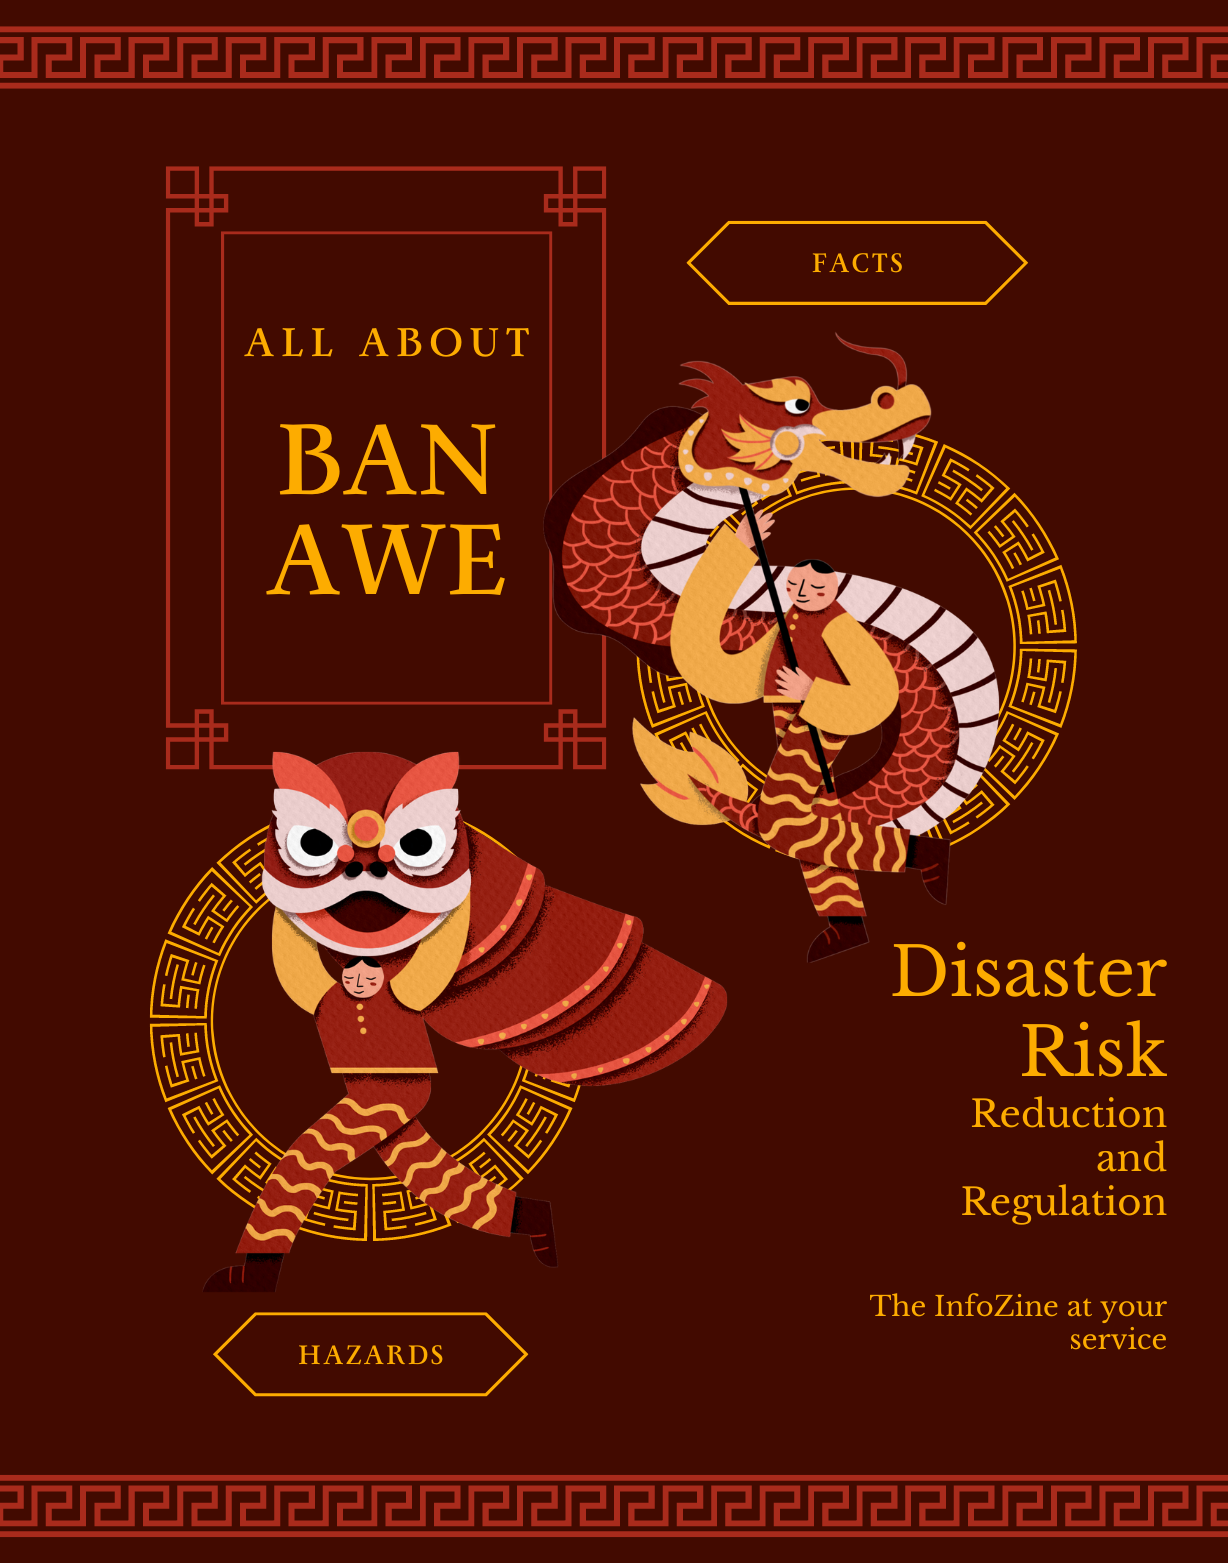 ALL ABOUT
BAN
AWE
FACTS
Disaster
Risk
Reduction
and
Regulation
The InfoZine at your
service
HAZARDS